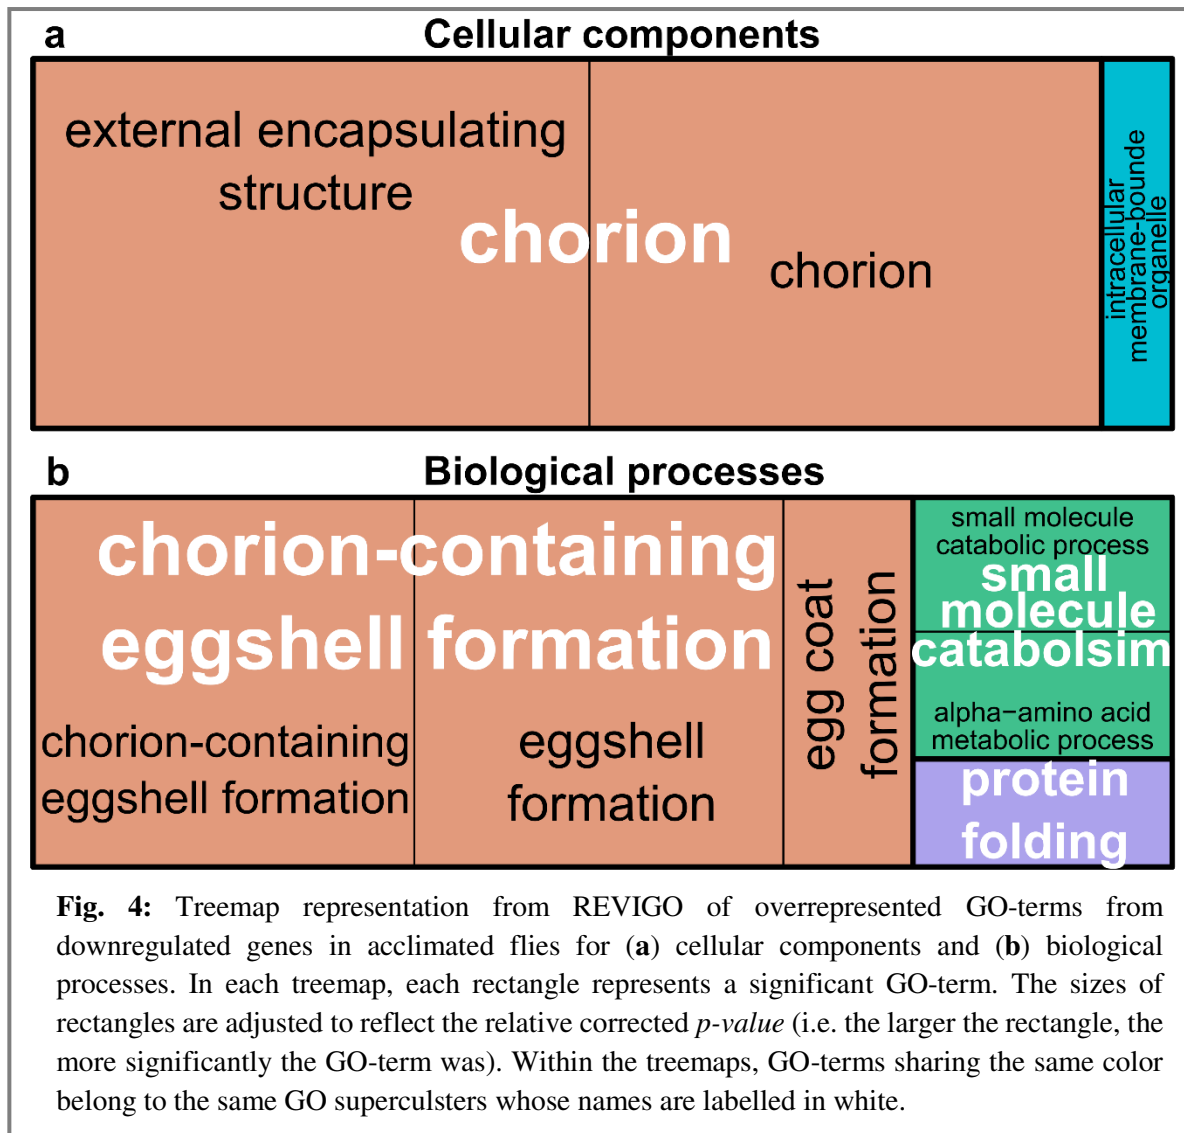 a
Cellular components
external encapsulating
structure
chorion
chorion
intracellular
membrane-bounde
organelle
b
Biological processes
chorion-containing
eggshell formation
chorion-containing
eggshell formation
eggshell
formation
egg coat
formation
small molecule
catabolic process
small
molecule
catabolsim
alpha−amino acid
metabolic process
protein
folding
Fig. 4: Treemap representation from REVIGO of overrepresented GO-terms from
downregulated genes in acclimated flies for (a) cellular components and (b) biological
processes. In each treemap, each rectangle represents a significant GO-term. The sizes of
rectangles are adjusted to reflect the relative corrected p-value (i.e. the larger the rectangle, the
more significantly the GO-term was). Within the treemaps, GO-terms sharing the same color
belong to the same GO superculsters whose names are labelled in white.